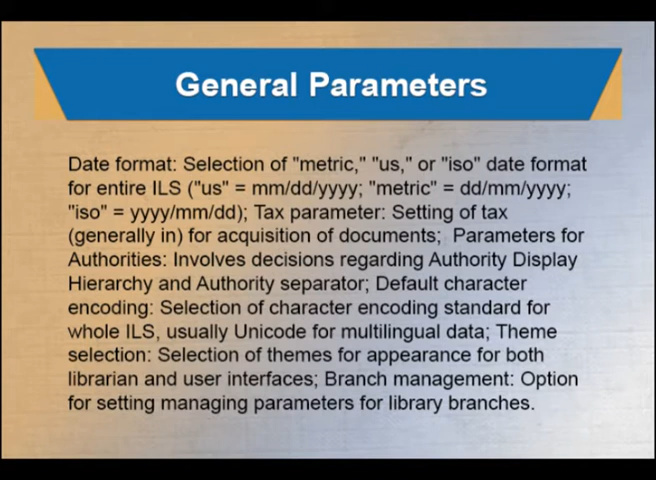 General Parameters
Date format: Selection of "metric," "us," or "iso" date format
for entire ILS ("us" = mm/dd/yyyy; "metric" = dd/mm/yyyy;
"iso" = yyyy/mm/dd); Tax parameter: Setting of tax
(generally in) for acquisition of documents;  Parameters for
Authorities: Involves decisions regarding Authority Display
Hierarchy and Authority separator; Default character
encoding: Selection of character encoding standard for
whole ILS, usually Unicode for multilingual data; Theme
selection: Selection of themes for appearance for both
librarian and user interfaces; Branch management: Option
for setting managing parameters for library branches.